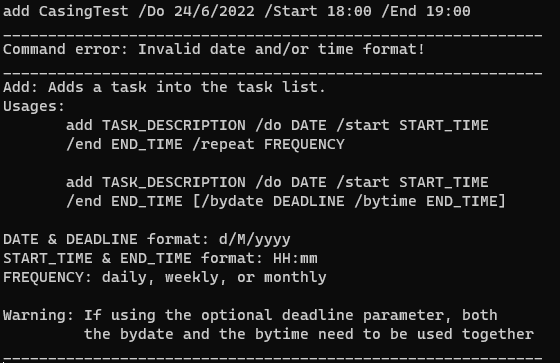 add CasingTest /Do 24/6/2022 /Start 18:00 /End 19:00
____________________________________________________________
Command error: Invalid date and/or time format!
____________________________________________________________
Add: Adds a task into the task list.
Usages:
       add TASK_DESCRIPTION /do DATE /start START_TIME
       /end END_TIME /repeat FREQUENCY

       add TASK_DESCRIPTION /do DATE /start START_TIME
       /end END_TIME [/bydate DEADLINE /bytime END_TIME]

DATE & DEADLINE format: d/M/yyyy
START_TIME & END_TIME format: HH:mm
FREQUENCY: daily, weekly, or monthly

Warning: If using the optional deadline parameter, both
         the bydate and the bytime need to be used together
____________________________________________________________